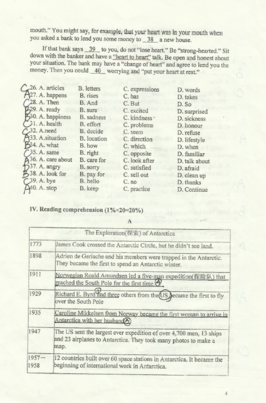 mouth." You might say, for example, that your heart was in your mouth when
you asked a bank to lend you some money to 38 a new house.
If that bank says 39 to you, do not "lose heart." Be "strong-hearted." Sit
down with the banker and have a "heart to heart" talk. Be open and honest about
your situation. The bank may have a "change of heart" and agree to lend you the
money. Then you could 40 worrying and "put your heart at rest."
26. A. articles B. letters C. expressions D. words
27. A. happens B. rises C. has D. takes
28. A. Then B. And C. But D. So
29. A. ready B. sure C. excited D. surprised
30. A. happiness B. sadness C. kindness D. sickness
31. A. health B. effort C. problems D. honour
32. A. need B. decide C. seem D. refuse
33. A. situation B. location C. direction D. lifestyle
34. A. what B. how C. which D. when
35. A. same B. right C. opposite D. familiar
36. A. care about B. care for C. look after D. talk about
37. A. angry B. sorry C. satisfied D. afraid
38. A. look for B. pay for C. sell out D. clean up
39. A. bye B. hello C. no D. thanks
40. A. stop B. keep C. practice D. Continue
IV. Reading comprehension (1%×20=20%)
A
The Exploration(探索) of Antarctica
1773 James Cook crossed the Antarctic Circle, but he didn't see land.
1898 Adrien de Gerlache and his members were trapped in the Antarctic.
They became the first to spend an Antarctic winter.
1911 Norwegian Roald Amundsen led a five-man expedition(探险队) that
reached the South Pole for the first time
1929 Richard E. Byrd and three others from the US became the first to fly
over the South Pole
1935 Caroline Mikkelsen from Norway became the first woman to arrive in
Antarctica with her husband
1947 The US sent the largest ever expedition of over 4,700 men, 13 ships
and 23 airplanes to Antarctica. They took many photos to make a
map.
1957— 12 countries built over 60 space stations in Antarctica. It became the
1958 beginning of international work in Antarctica.
4